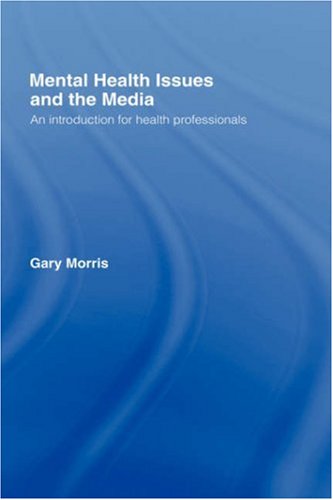 Mental Health Issues
and the Media
An introduction for health professionals
Gary Morris